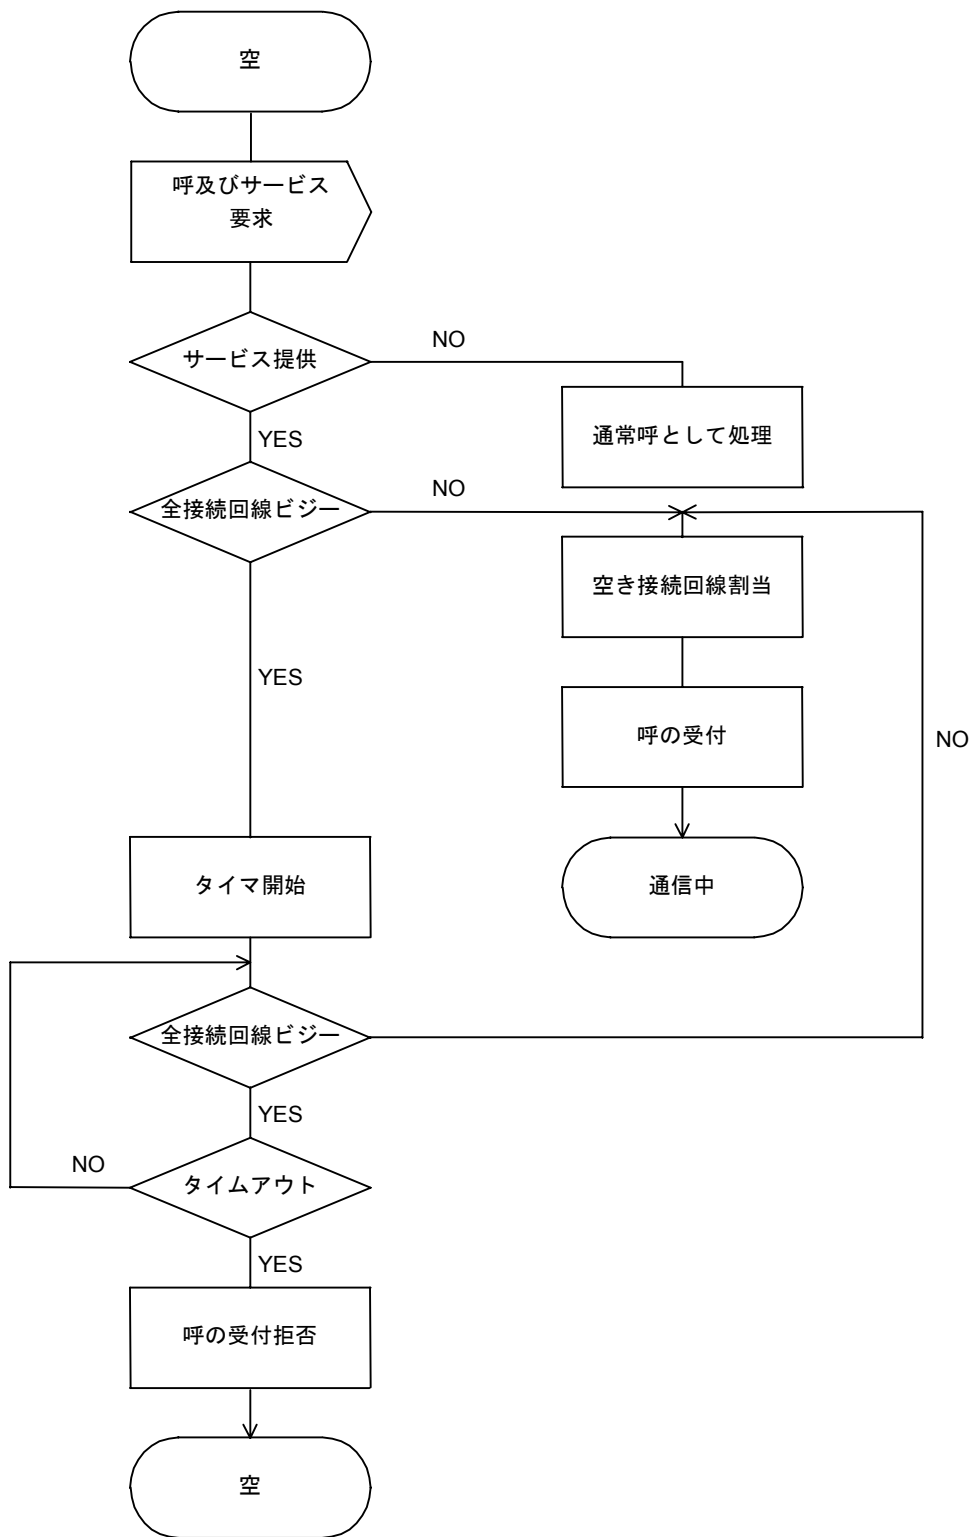 空
呼及びサービス
要求
サービス提供
NO
通常呼として処理
YES
全接続回線ビジー
NO
空き接続回線割当
YES
呼の受付
NO
タイマ開始
通信中
全接続回線ビジー
YES
NO
タイムアウト
YES
呼の受付拒否
空